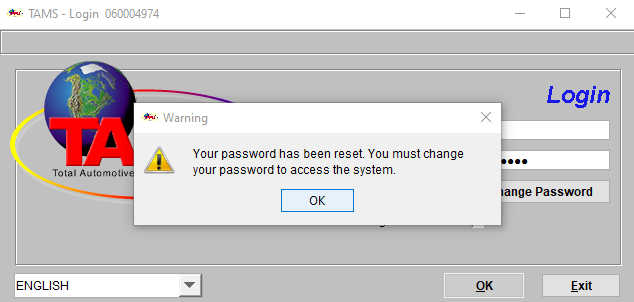 TAMS - Login 060004974
Login
Warning
Your password has been reset. You must change
your password to access the system.
OK
TA
Total Automotive
hange Password
ENGLISH
OK
Exit